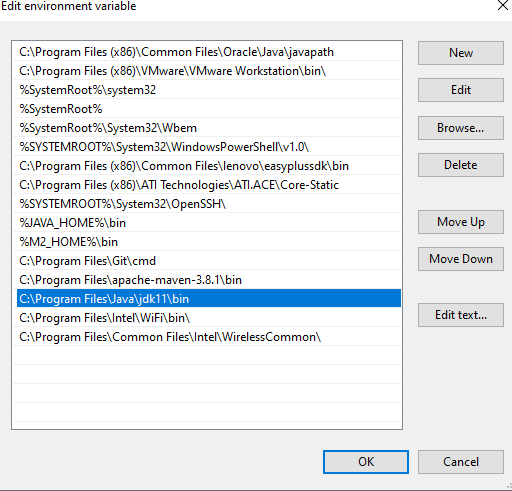 Edit environment variable
C:\Program Files (x86)\Common Files\Oracle\Java\javapath
C:\Program Files (x86)\VMware\VMware Workstation\bin\
%SystemRoot%\system32
%SystemRoot%
%SystemRoot%\System32\Wbem
%SYSTEMROOT%\System32\WindowsPowerShell\v1.0\
C:\Program Files (x86)\Common Files\lenovo\easyplussdk\bin
C:\Program Files (x86)\ATI Technologies\ATI.ACE\Core-Static
%SYSTEMROOT%\System32\OpenSSH\
%JAVA_HOME%\bin
%M2_HOME%\bin
C:\Program Files\Git\cmd
C:\Program Files\apache-maven-3.8.1\bin
C:\Program Files\Java\jdk11\bin
C:\Program Files\Intel\WiFi\bin\
C:\Program Files\Common Files\Intel\WirelessCommon\
New
Edit
Browse...
Delete
Move Up
Move Down
Edit text...
OK
Cancel